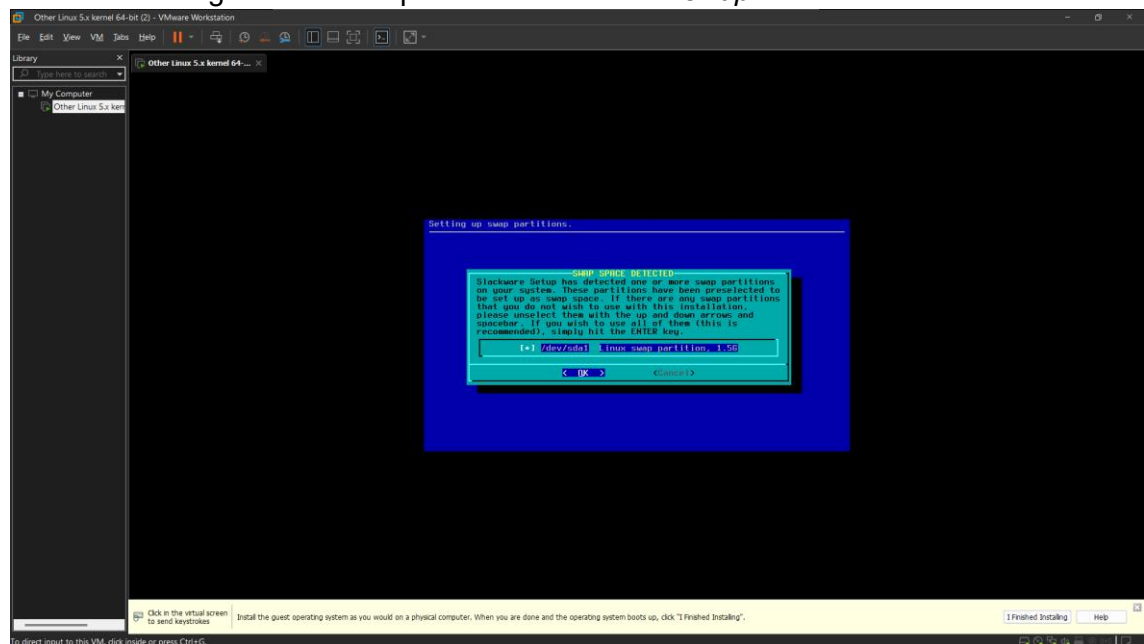 Other Linux 5.x kernel 64-bit (2) - VMware Workstation
File Edit View VM Tabs Help
Library
Type here to search
My Computer
Other Linux 5.x kern
Other Linux 5.x kernel 64-...
Setting up swap partitions.
SWAP SPACE DETECTED
Slackware Setup has detected one or more swap partitions
on your system. These partitions have been preselected to
be set up as swap space. If there are any swap partitions
that you do not wish to use with this installation,
please unselect them with the up and down arrows and
spacebar. If you wish to use all of them (this is
recommended), simply hit the ENTER key.
[*] /dev/sda1 Linux swap partition, 1.5G
< OK > <Cancel>
Click in the virtual screen
to send keystrokes
Install the guest operating system as you would on a physical computer. When you are done and the operating system boots up, click "I Finished Installing".
I Finished Installing Help
To direct input to this VM, click inside or press Ctrl+G.